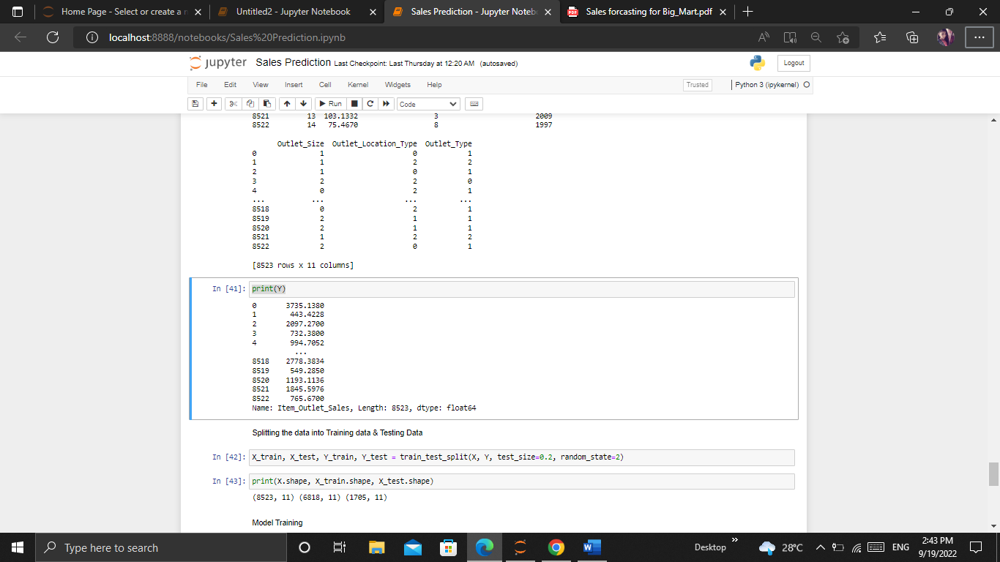 Home Page - Select or create a n
Untitled2 - Jupyter Notebook
Sales Prediction - Jupyter Noteb
PDF Sales forcasting for Big_Mart.pdf
localhost:8888/notebooks/Sales%20Prediction.ipynb
jupyter Sales Prediction Last Checkpoint: Last Thursday at 12:20 AM (autosaved)
Logout
File Edit View Insert Cell Kernel Widgets Help
Trusted Python 3 (ipykernel)
Run Code
8521 13 103.1332 3 2009
8522 14 75.4670 8 1997
Outlet_Size Outlet_Location_Type Outlet_Type
0 1 0 1
1 1 2 2
2 1 0 1
3 2 2 0
4 0 2 1
... ... ... ...
8518 0 2 1
8519 2 1 1
8520 2 1 1
8521 1 2 2
8522 2 0 1
[8523 rows x 11 columns]
In [41]: print(Y)
0 3735.1380
1 443.4228
2 2097.2700
3 732.3800
4 994.7052
...
8518 2778.3834
8519 549.2850
8520 1193.1136
8521 1845.5976
8522 765.6700
Name: Item_Outlet_Sales, Length: 8523, dtype: float64
Splitting the data into Training data & Testing Data
In [42]: X_train, X_test, Y_train, Y_test = train_test_split(X, Y, test_size=0.2, random_state=2)
In [43]: print(X.shape, X_train.shape, X_test.shape)
(8523, 11) (6818, 11) (1705, 11)
Model Training
Type here to search
Desktop
28°C
ENG
2:43 PM
9/19/2022